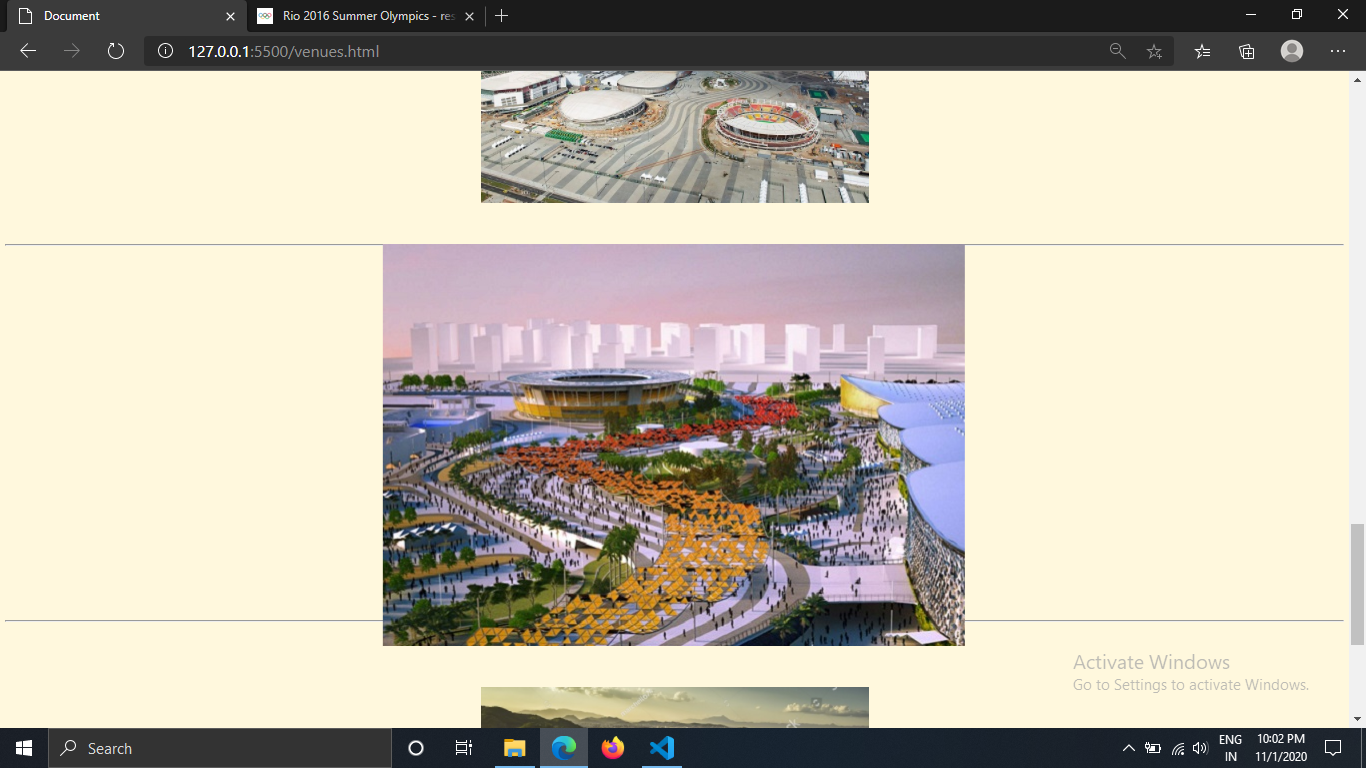 Document
Rio 2016 Summer Olympics - res
127.0.0.1:5500/venues.html
Activate Windows
Go to Settings to activate Windows.
Search
ENG
IN
10:02 PM
11/1/2020